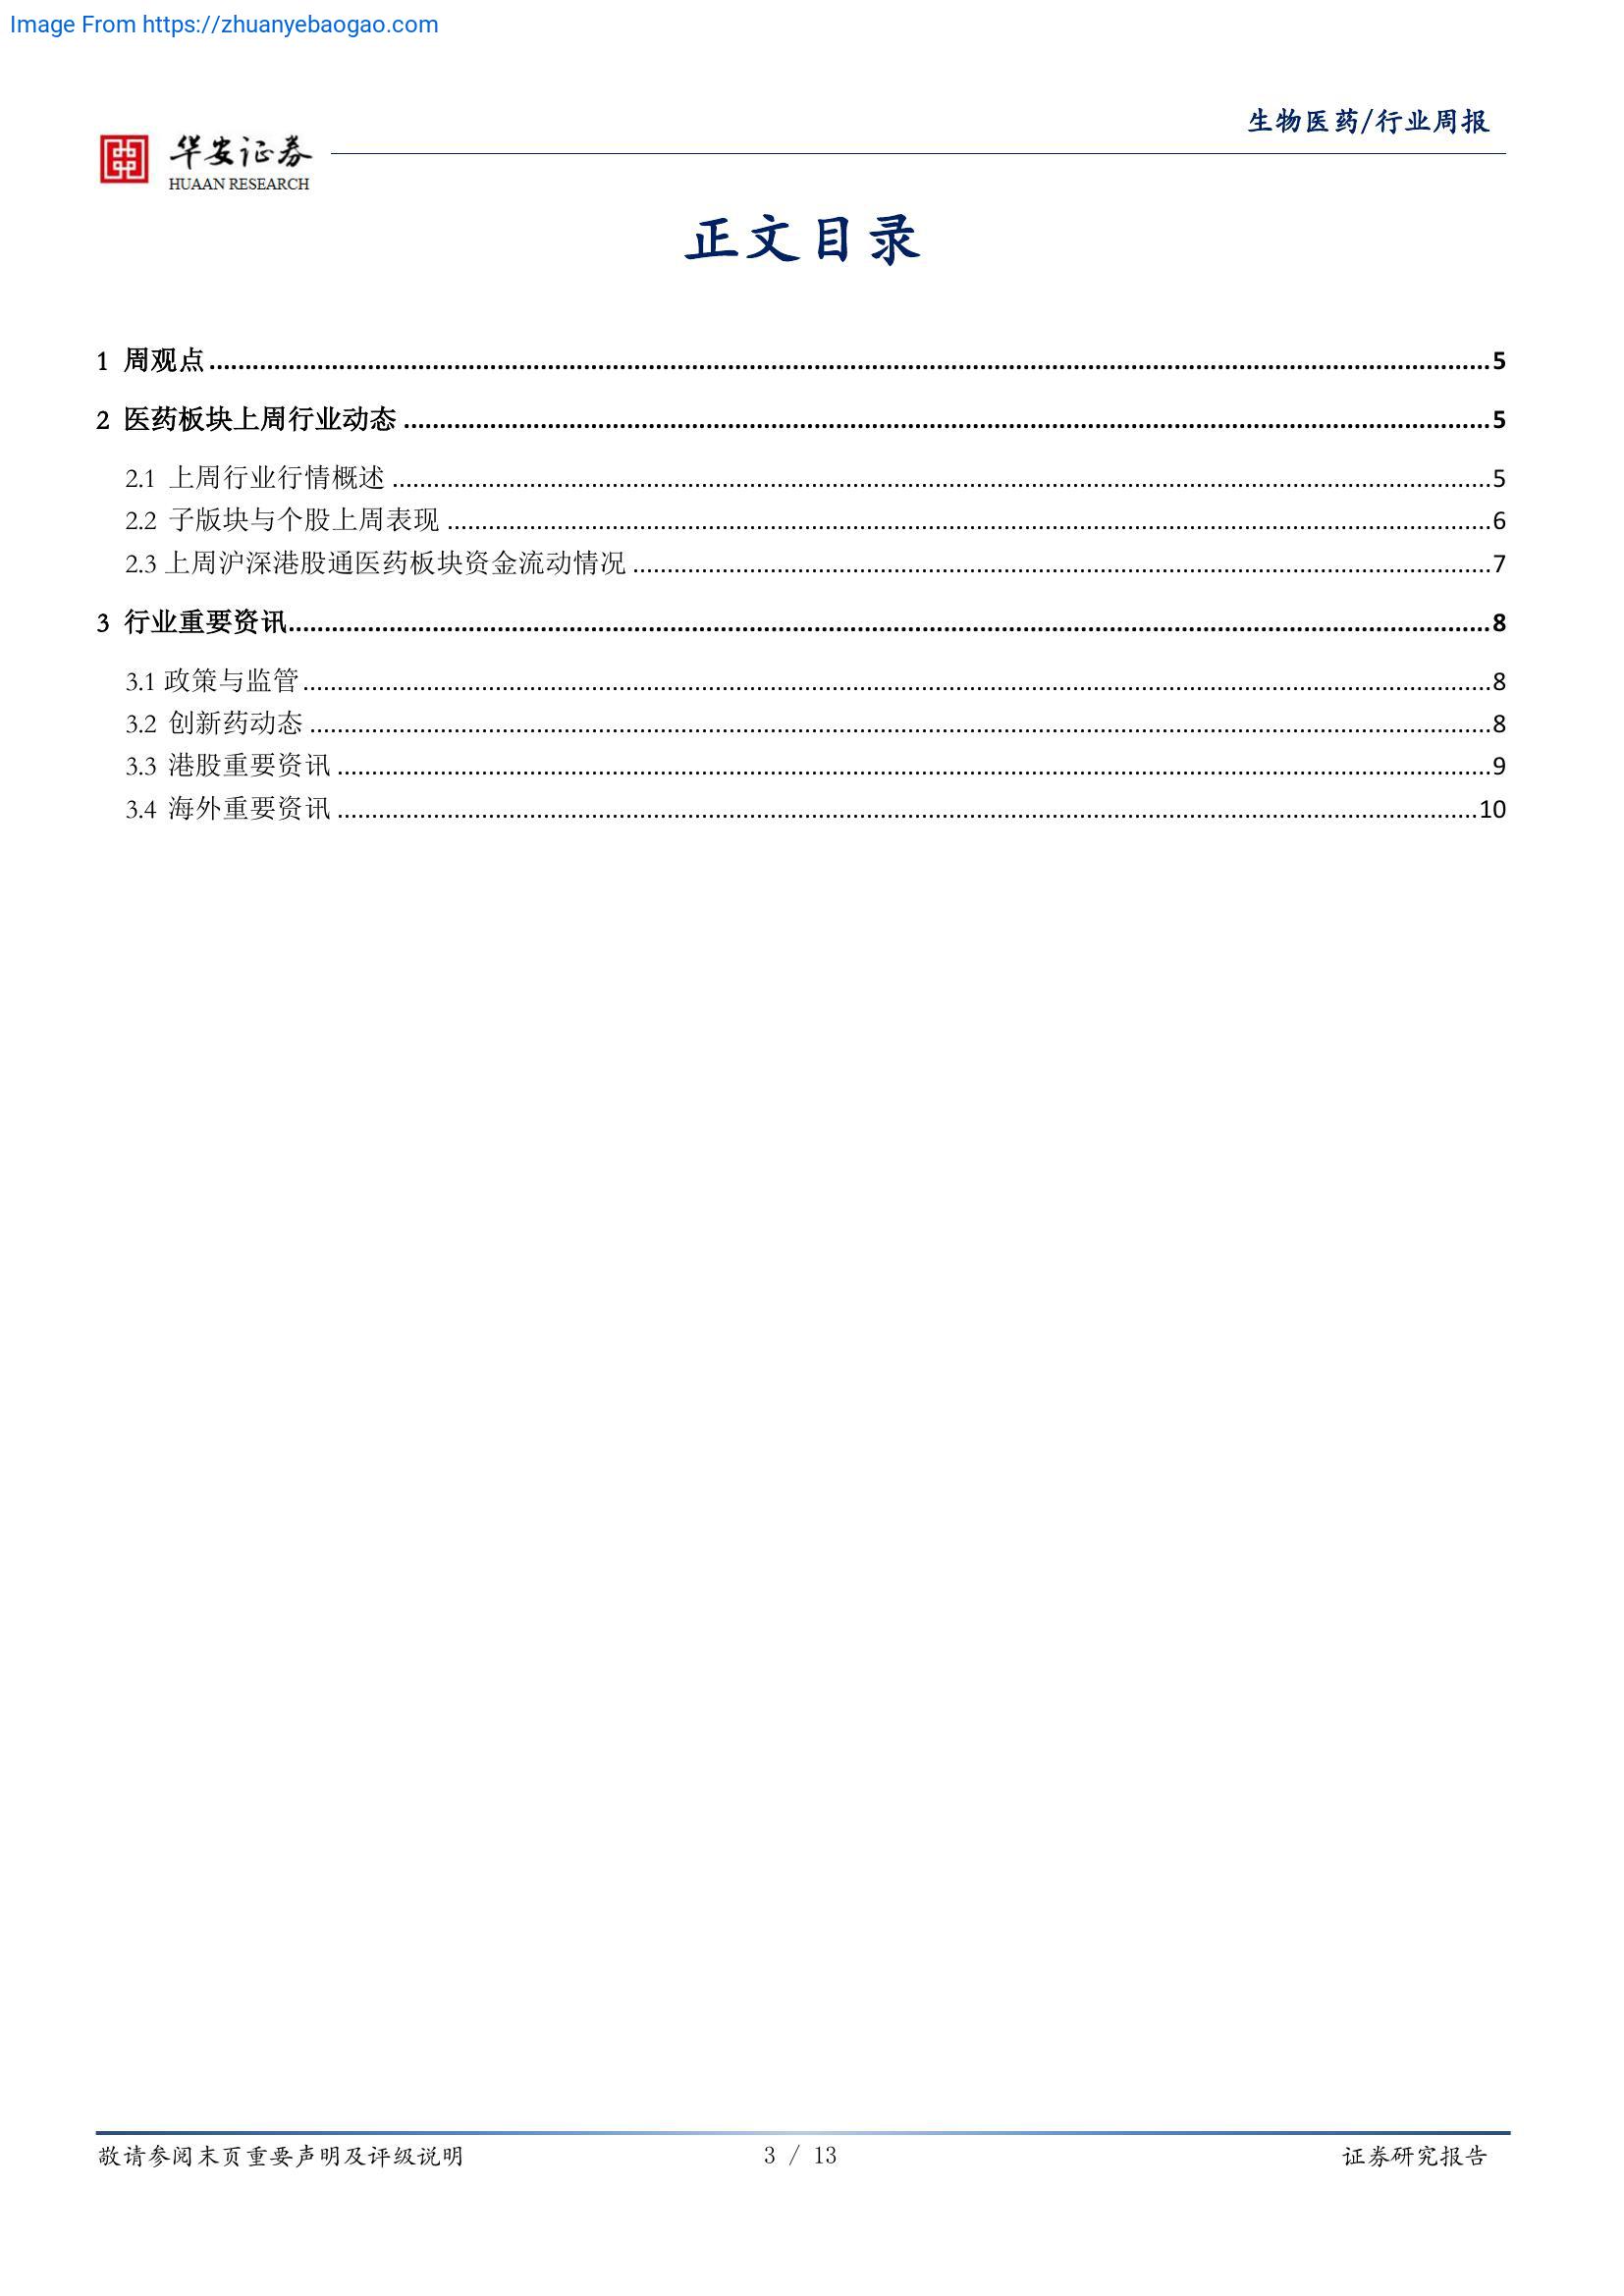 Image From https://zhuanyebaogao.com
生物医药/行业周报
华安证券
HUAAN RESEARCH
正文目录
1 周观点 5
2 医药板块上周行业动态 5
2.1 上周行业行情概述 5
2.2 子版块与个股上周表现 6
2.3 上周沪深港股通医药板块资金流动情况 7
3 行业重要资讯 8
3.1 政策与监管 8
3.2 创新药动态 8
3.3 港股重要资讯 9
3.4 海外重要资讯 10
敬请参阅末页重要声明及评级说明 3 / 13 证券研究报告